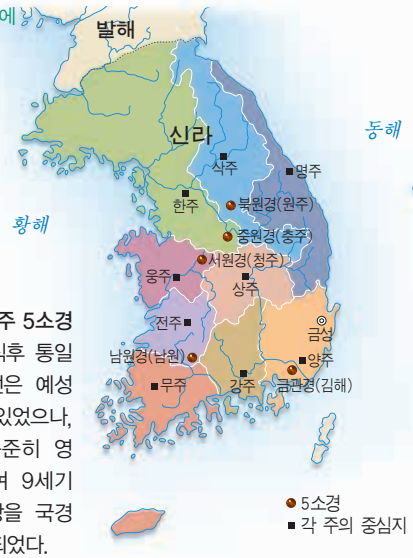 에
발해
신라
동해
삭주
명주
북원경(원주)
한주
황해
중원경(충주)
서원경(청주)
웅주
상주
주 5소경
전주
금성
직후 통일
남원경(남원)
양주
선은 예성
무주
강주
금관경(김해)
있었으나,
준히 영
며 9세기
강을 국경
5소경
각 주의 중심지
되었다.